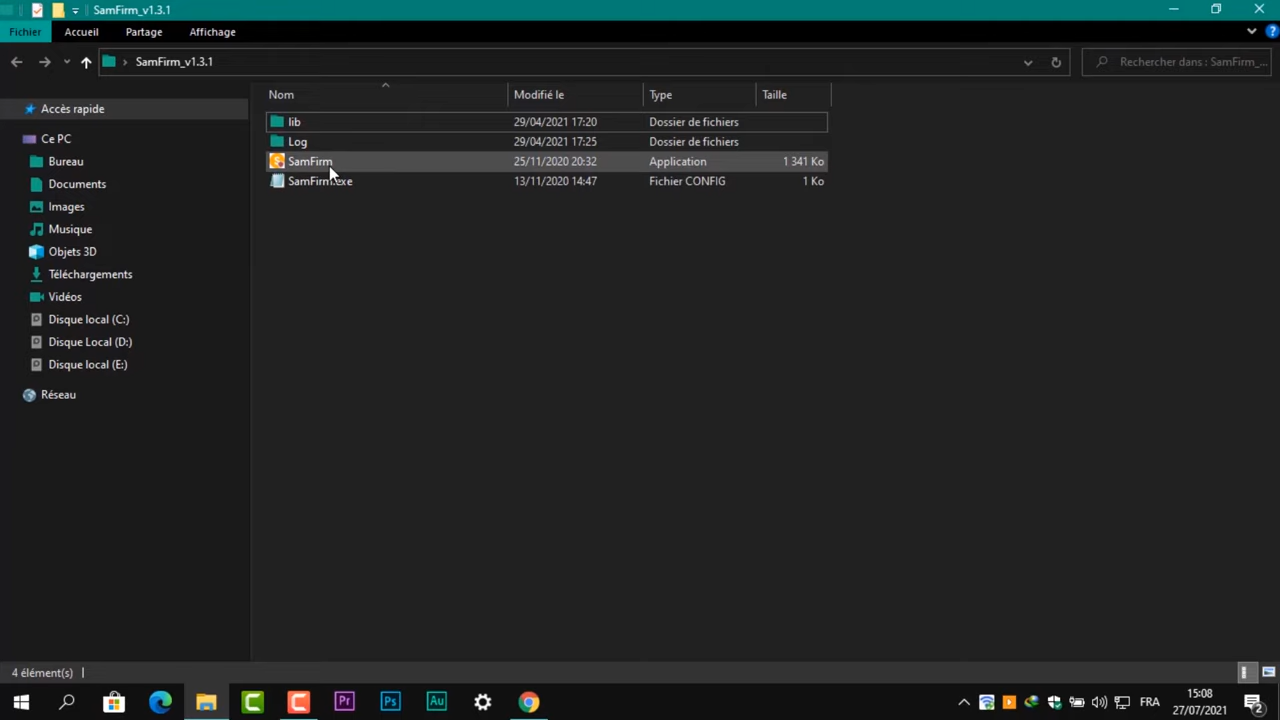 SamFirm_v1.3.1
Fichier Accueil Partage Affichage
SamFirm_v1.3.1
Rechercher dans : SamFirm_...
Nom Modifié le Type Taille
lib 29/04/2021 17:20 Dossier de fichiers
Log 29/04/2021 17:25 Dossier de fichiers
SamFirm 25/11/2020 20:32 Application 1 341 Ko
SamFirm.exe 13/11/2020 14:47 Fichier CONFIG 1 Ko
Accès rapide
Ce PC
Bureau
Documents
Images
Musique
Objets 3D
Téléchargements
Vidéos
Disque local (C:)
Disque Local (D:)
Disque local (E:)
Réseau
4 élément(s)
Pr Ps Au
FRA
15:08
27/07/2021
2